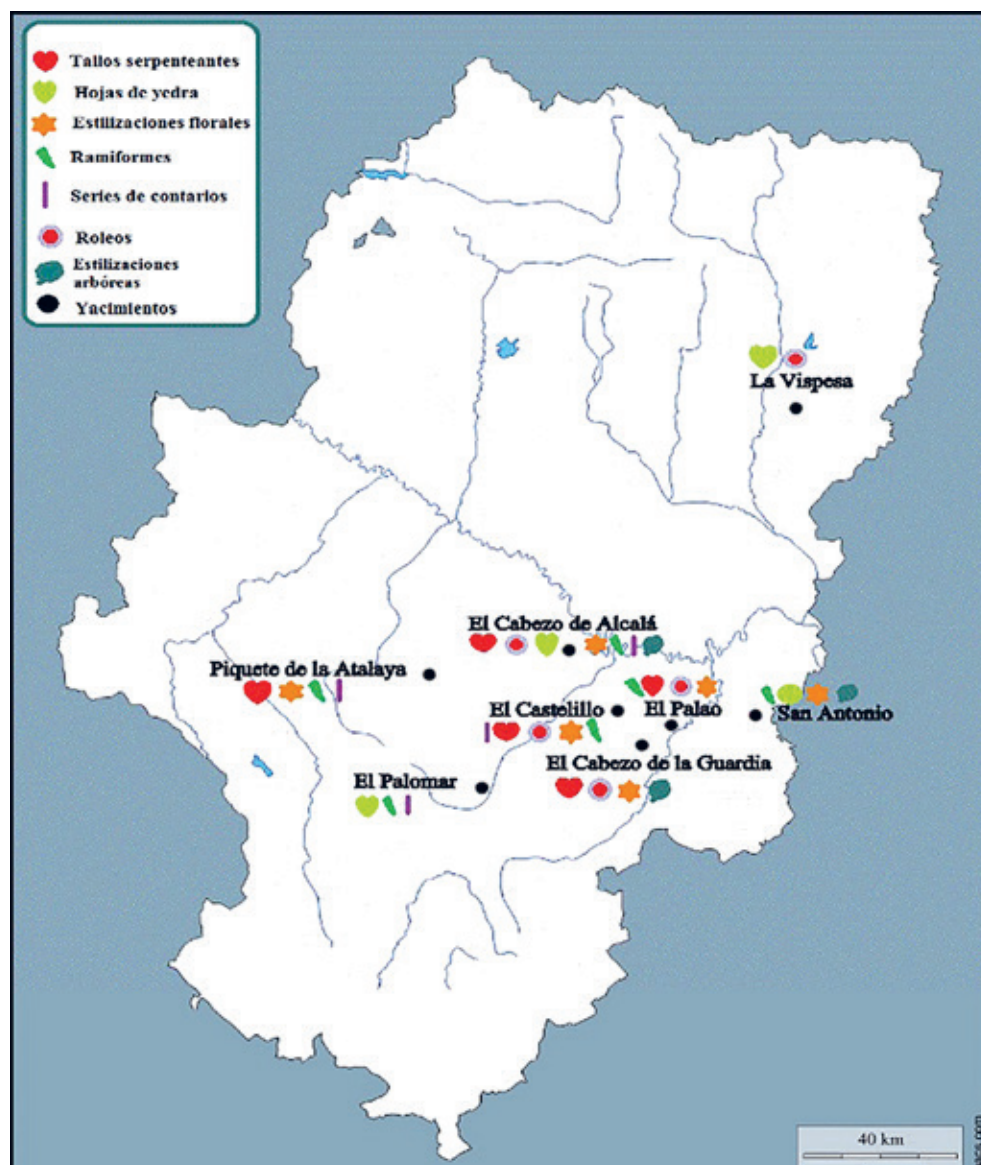 Tallos serpenteantes
Hojas de yedra
Estilizaciones florales
Ramiformes
Series de contarios
Roleos
Estilizaciones
arbóreas
Yacimientos
La Vispesa
El Cabezo de Alcalá
Piquete de la Atalaya
El Castelillo
El Palao
San Antonio
El Cabezo de la Guardia
El Palomar
40 km